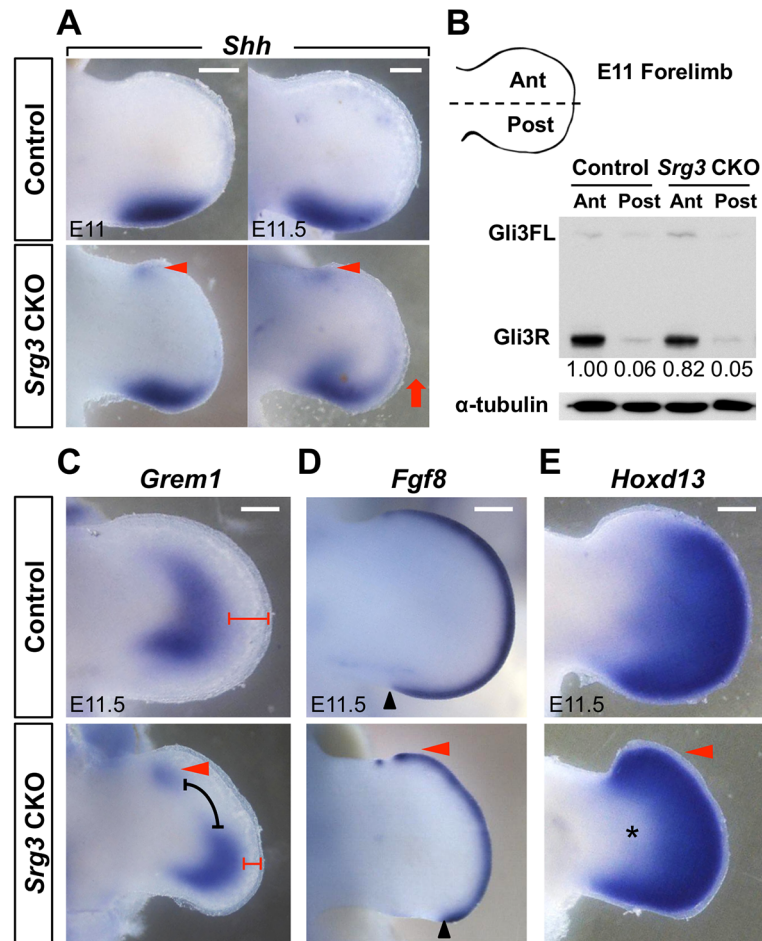 A
Shh
Control
E11
E11.5
Srg3 CKO
B
Ant
Post
E11 Forelimb
Control Srg3 CKO
Ant Post Ant Post
Gli3FL
Gli3R
1.00 0.06 0.82 0.05
α-tubulin
C
Grem1
D
Fgf8
E
Hoxd13
Control
E11.5
E11.5
E11.5
Srg3 CKO
*